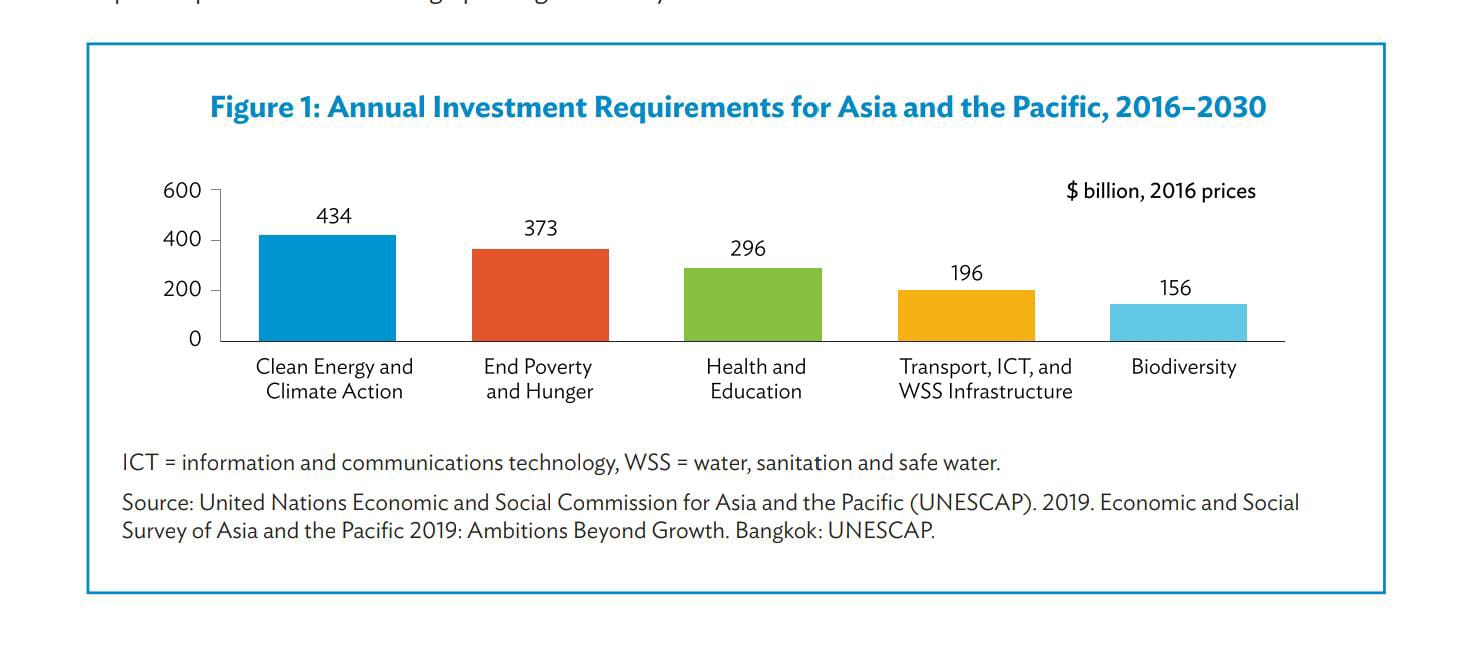 Figure 1: Annual Investment Requirements for Asia and the Pacific, 2016–2030
$ billion, 2016 prices
600
400
200
0
434
373
296
196
156
Clean Energy and
Climate Action
End Poverty
and Hunger
Health and
Education
Transport, ICT, and
WSS Infrastructure
Biodiversity
ICT = information and communications technology, WSS = water, sanitation and safe water.
Source: United Nations Economic and Social Commission for Asia and the Pacific (UNESCAP). 2019. Economic and Social
Survey of Asia and the Pacific 2019: Ambitions Beyond Growth. Bangkok: UNESCAP.